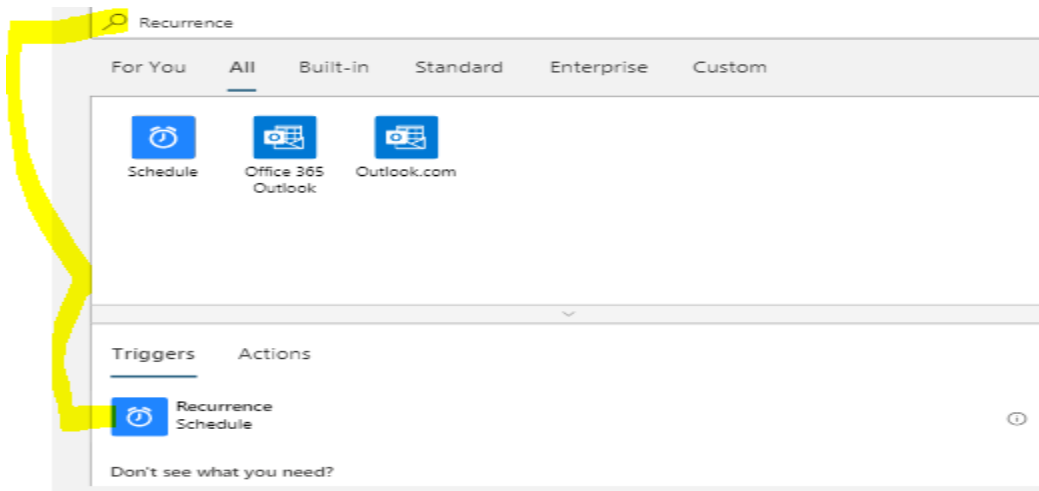 Recurrence
For You All Built-in Standard Enterprise Custom
Schedule Office 365 Outlook.com
Outlook
Triggers Actions
Recurrence
Schedule
Don't see what you need?